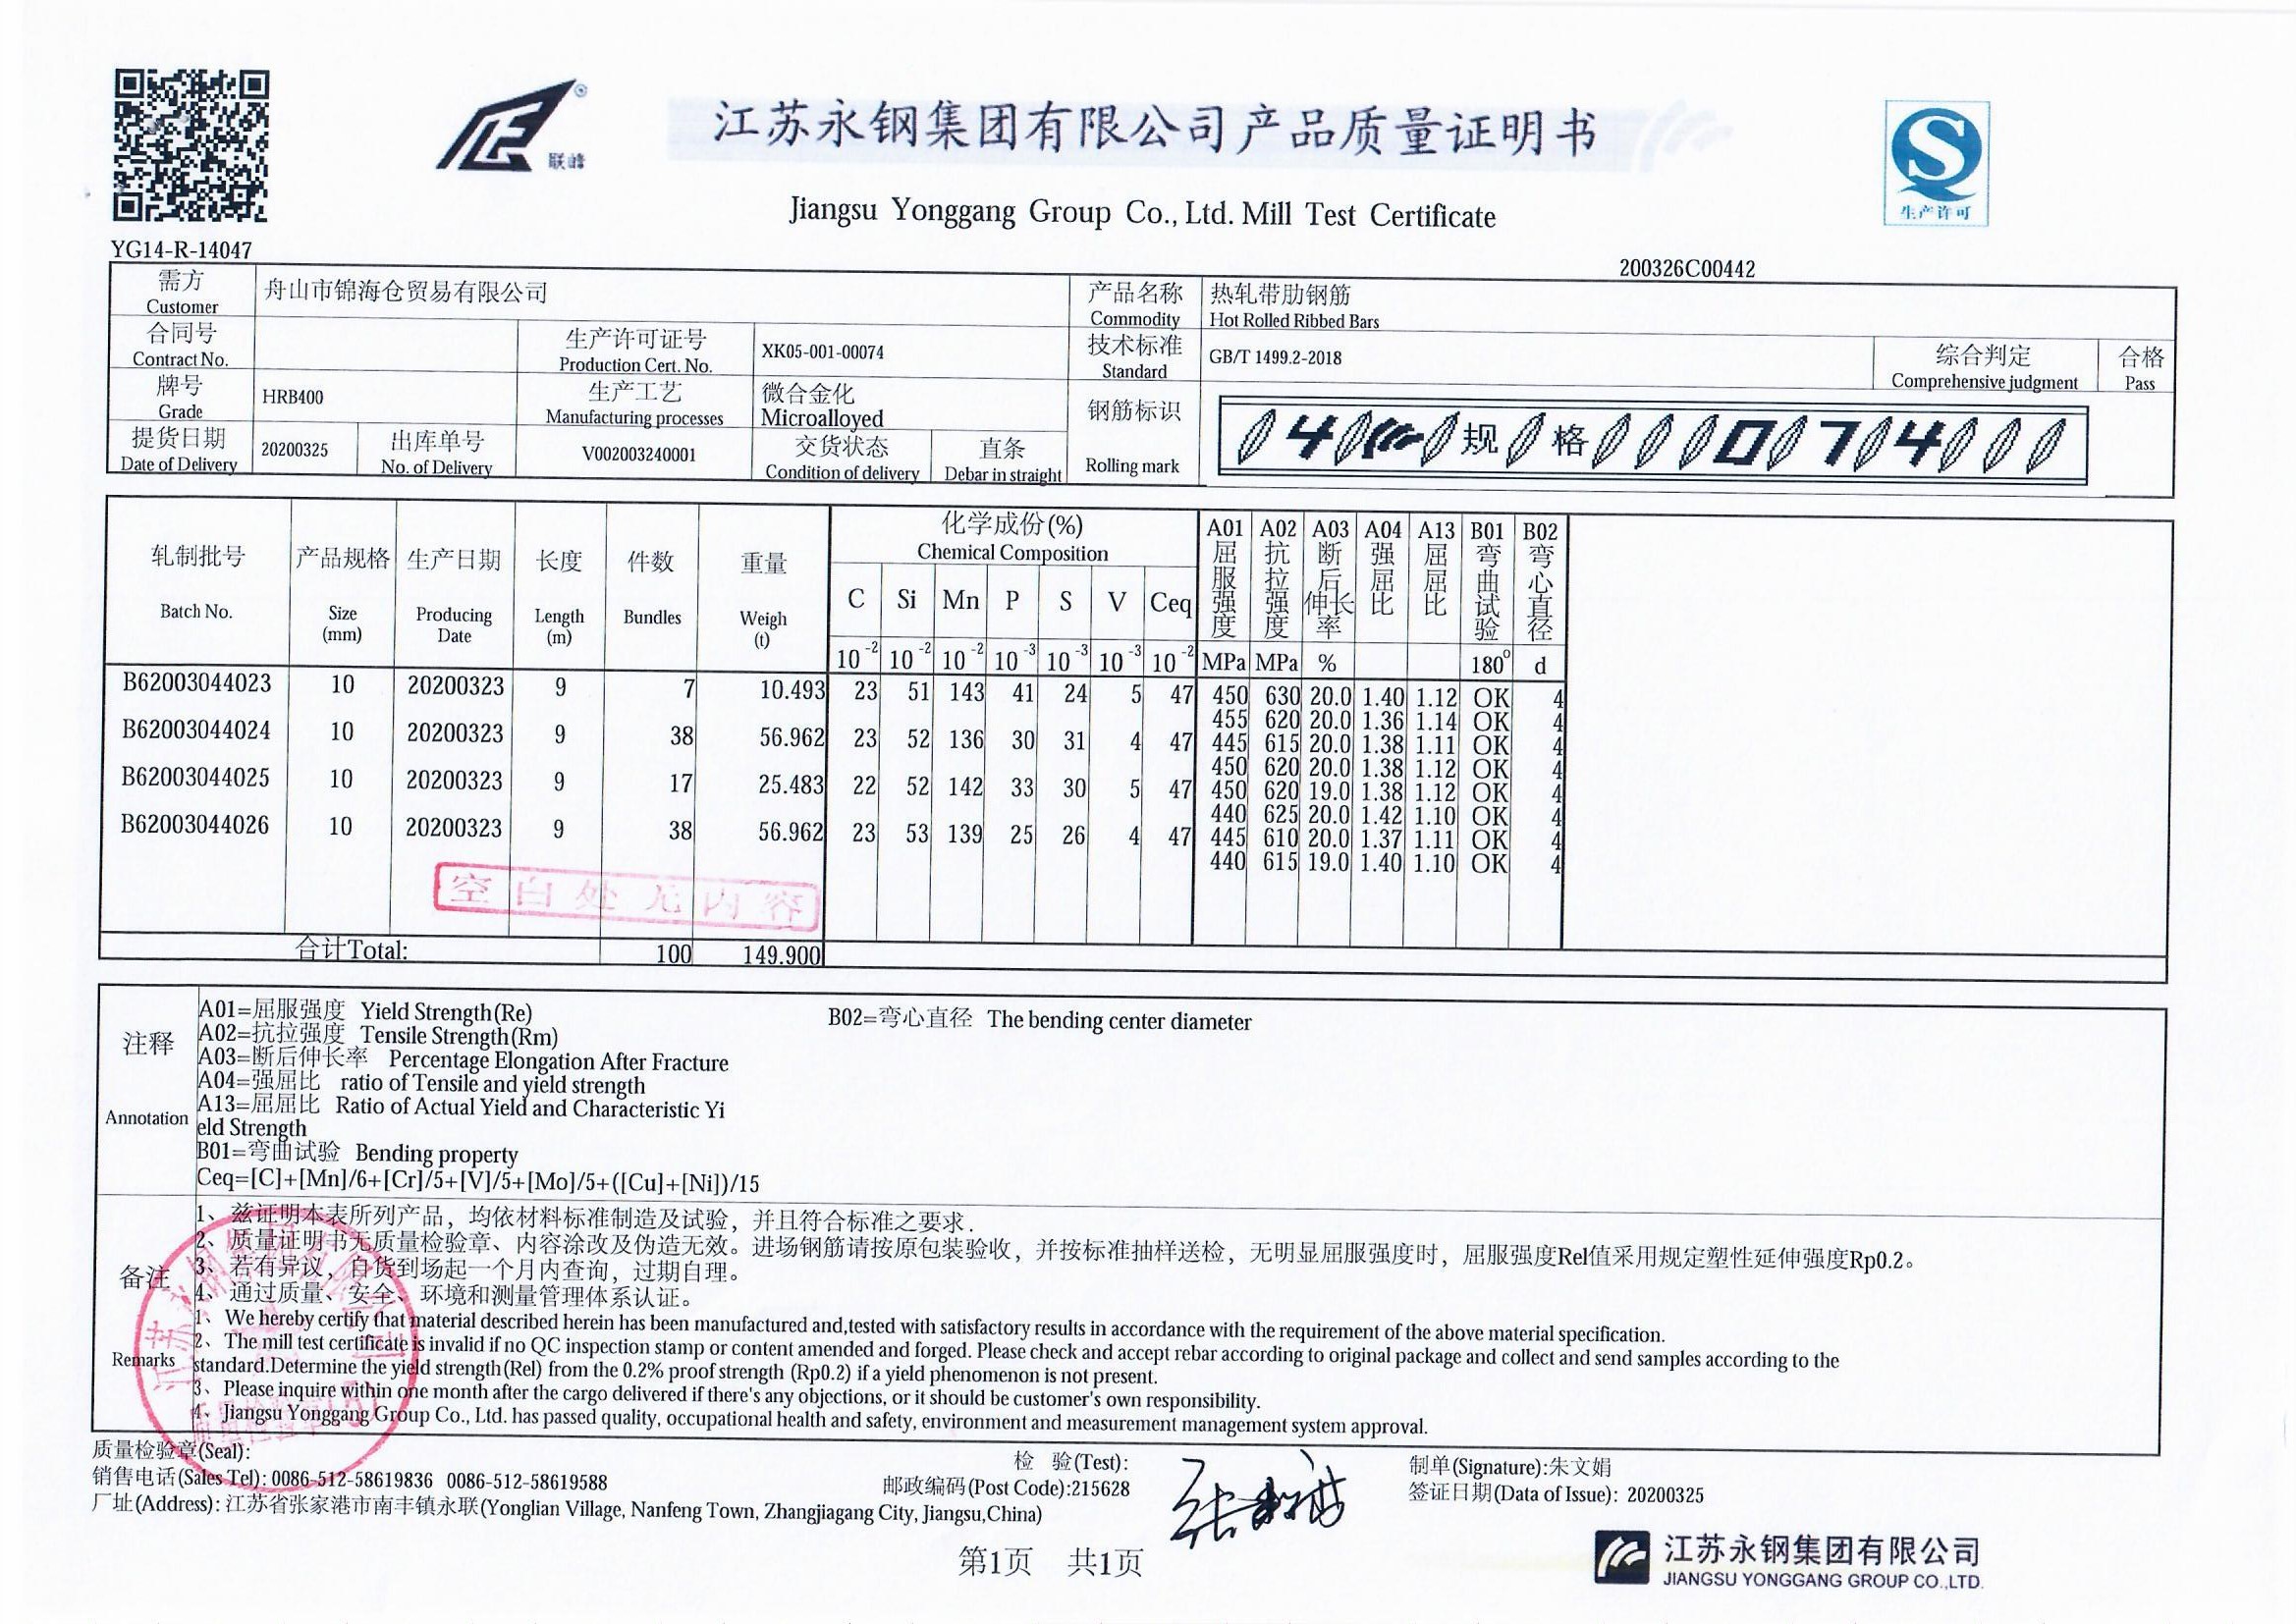 联峰
江苏永钢集团有限公司产品质量证明书
Jiangsu Yonggang Group Co., Ltd. Mill Test Certificate
生产许可
YG14-R-14047
200326C00442
需方 Customer 舟山市锦海仓贸易有限公司 产品名称 Commodity 热轧带肋钢筋 Hot Rolled Ribbed Bars
合同号 Contract No. 生产许可证号 Production Cert. No. XK05-001-00074 技术标准 Standard GB/T 1499.2-2018 综合判定 Comprehensive judgment 合格 Pass
牌号 Grade HRB400 生产工艺 Manufacturing processes 微合金化 Microalloyed 钢筋标识 Rolling mark 4 规 格 0 7 4
提货日期 Date of Delivery 20200325 出库单号 No. of Delivery V002003240001 交货状态 Condition of delivery 直条 Debar in straight
轧制批号 Batch No. 产品规格 Size (mm) 生产日期 Producing Date 长度 Length (m) 件数 Bundles 重量 Weigh (t) 化学成份(%) Chemical Composition A01 屈服强度 A02 抗拉强度 A03 断后伸长率 A04 强屈比 A13 屈屈比 B01 弯曲试验 B02 弯心直径
C Si Mn P S V Ceq
10-2 10-2 10-2 10-3 10-3 10-3 10-2 MPa MPa % 180° d
B62003044023 10 20200323 9 7 10.493 23 51 143 41 24 5 47 450 630 20.0 1.40 1.12 OK 4
455 620 20.0 1.36 1.14 OK 4
B62003044024 10 20200323 9 38 56.962 23 52 136 30 31 4 47 445 615 20.0 1.38 1.11 OK 4
450 620 20.0 1.38 1.12 OK 4
B62003044025 10 20200323 9 17 25.483 22 52 142 33 30 5 47 450 620 19.0 1.38 1.12 OK 4
440 625 20.0 1.42 1.10 OK 4
B62003044026 10 20200323 9 38 56.962 23 53 139 25 26 4 47 445 610 20.0 1.37 1.11 OK 4
440 615 19.0 1.40 1.10 OK 4
空白处无内容
合计Total: 100 149.900
注释 Annotation
A01=屈服强度 Yield Strength(Re) B02=弯心直径 The bending center diameter
A02=抗拉强度 Tensile Strength(Rm)
A03=断后伸长率 Percentage Elongation After Fracture
A04=强屈比 ratio of Tensile and yield strength
A13=屈屈比 Ratio of Actual Yield and Characteristic Yi
eld Strength
B01=弯曲试验 Bending property
Ceq=[C]+[Mn]/6+[Cr]/5+[V]/5+[Mo]/5+([Cu]+[Ni])/15
备注 Remarks
1、兹证明本表所列产品，均依材料标准制造及试验，并且符合标准之要求.
2、质量证明书无质量检验章、内容涂改及伪造无效。进场钢筋请按原包装验收，并按标准抽样送检，无明显屈服强度时，屈服强度Rel值采用规定塑性延伸强度Rp0.2。
3、若有异议，自货到场起一个月内查询，过期自理。
4、通过质量、安全、环境和测量管理体系认证。
1、We hereby certify that material described herein has been manufactured and,tested with satisfactory results in accordance with the requirement of the above material specification.
2、The mill test certificate is invalid if no QC inspection stamp or content amended and forged. Please check and accept rebar according to original package and collect and send samples according to the
standard.Determine the yield strength(Rel) from the 0.2% proof strength (Rp0.2) if a yield phenomenon is not present.
3、Please inquire within one month after the cargo delivered if there's any objections, or it should be customer's own responsibility.
4、Jiangsu Yonggang Group Co., Ltd. has passed quality, occupational health and safety, environment and measurement management system approval.
质量检验章(Seal): 检 验(Test): 制单(Signature):朱文娟
销售电话(Sales Tel): 0086-512-58619836 0086-512-58619588 邮政编码(Post Code):215628 签证日期(Data of Issue): 20200325
厂址(Address): 江苏省张家港市南丰镇永联(Yonglian Village, Nanfeng Town, Zhangjiagang City, Jiangsu,China)
第1页 共1页
江苏永钢集团有限公司
JIANGSU YONGGANG GROUP CO.,LTD.